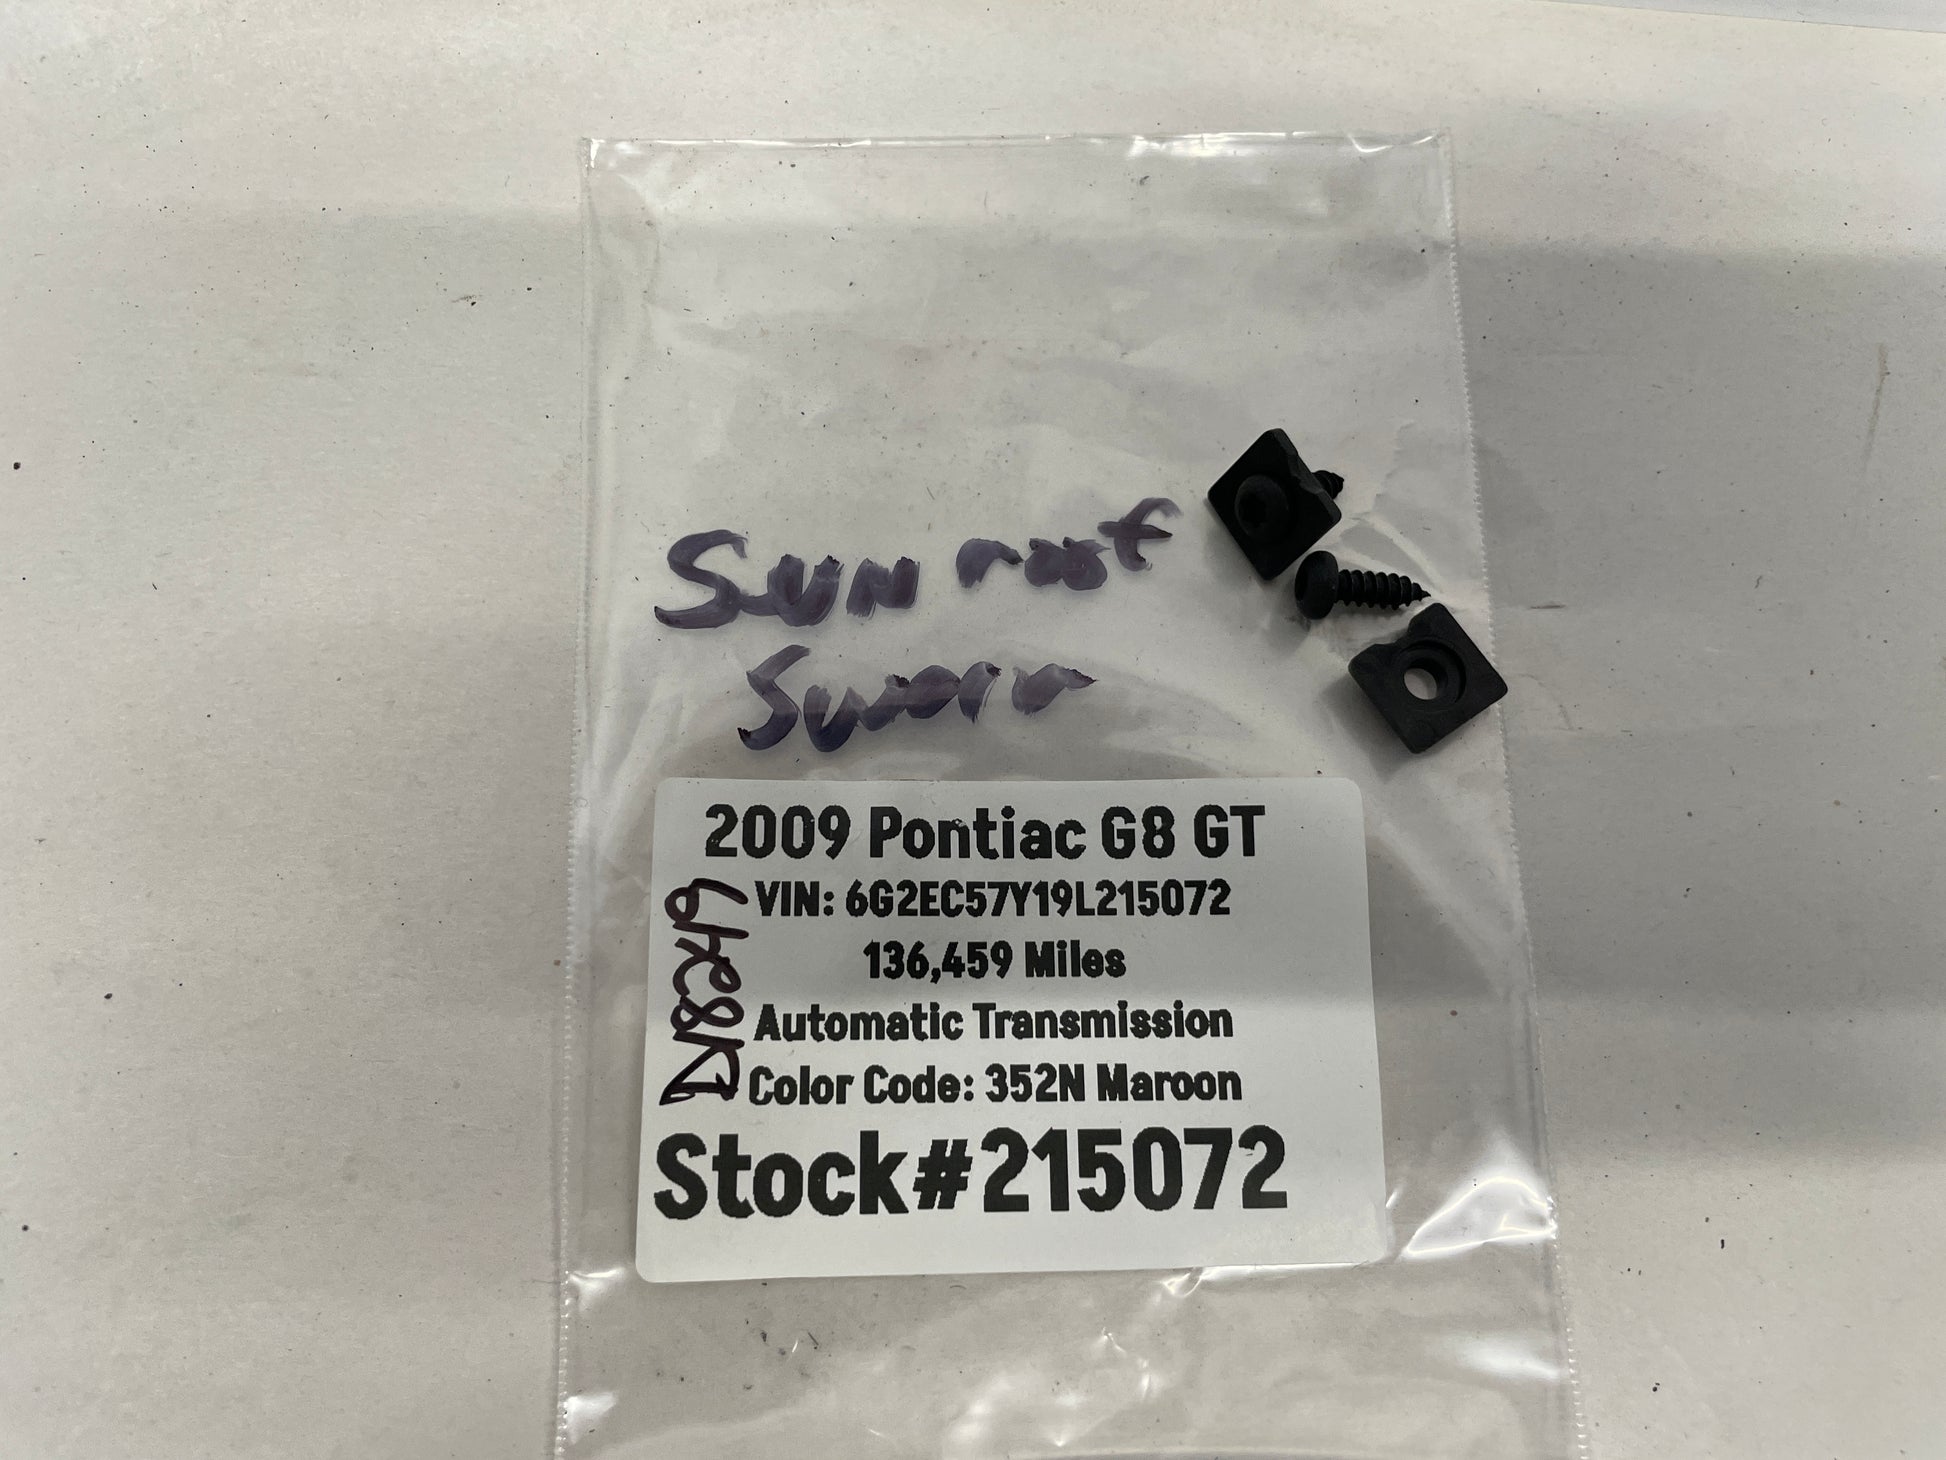 Sun roof
2009 Pontiac G8 GT
VIN: 6G2EC57Y19L215072
136,459 Miles
Automatic Transmission
Color Code: 352N Maroon
Stock#215072